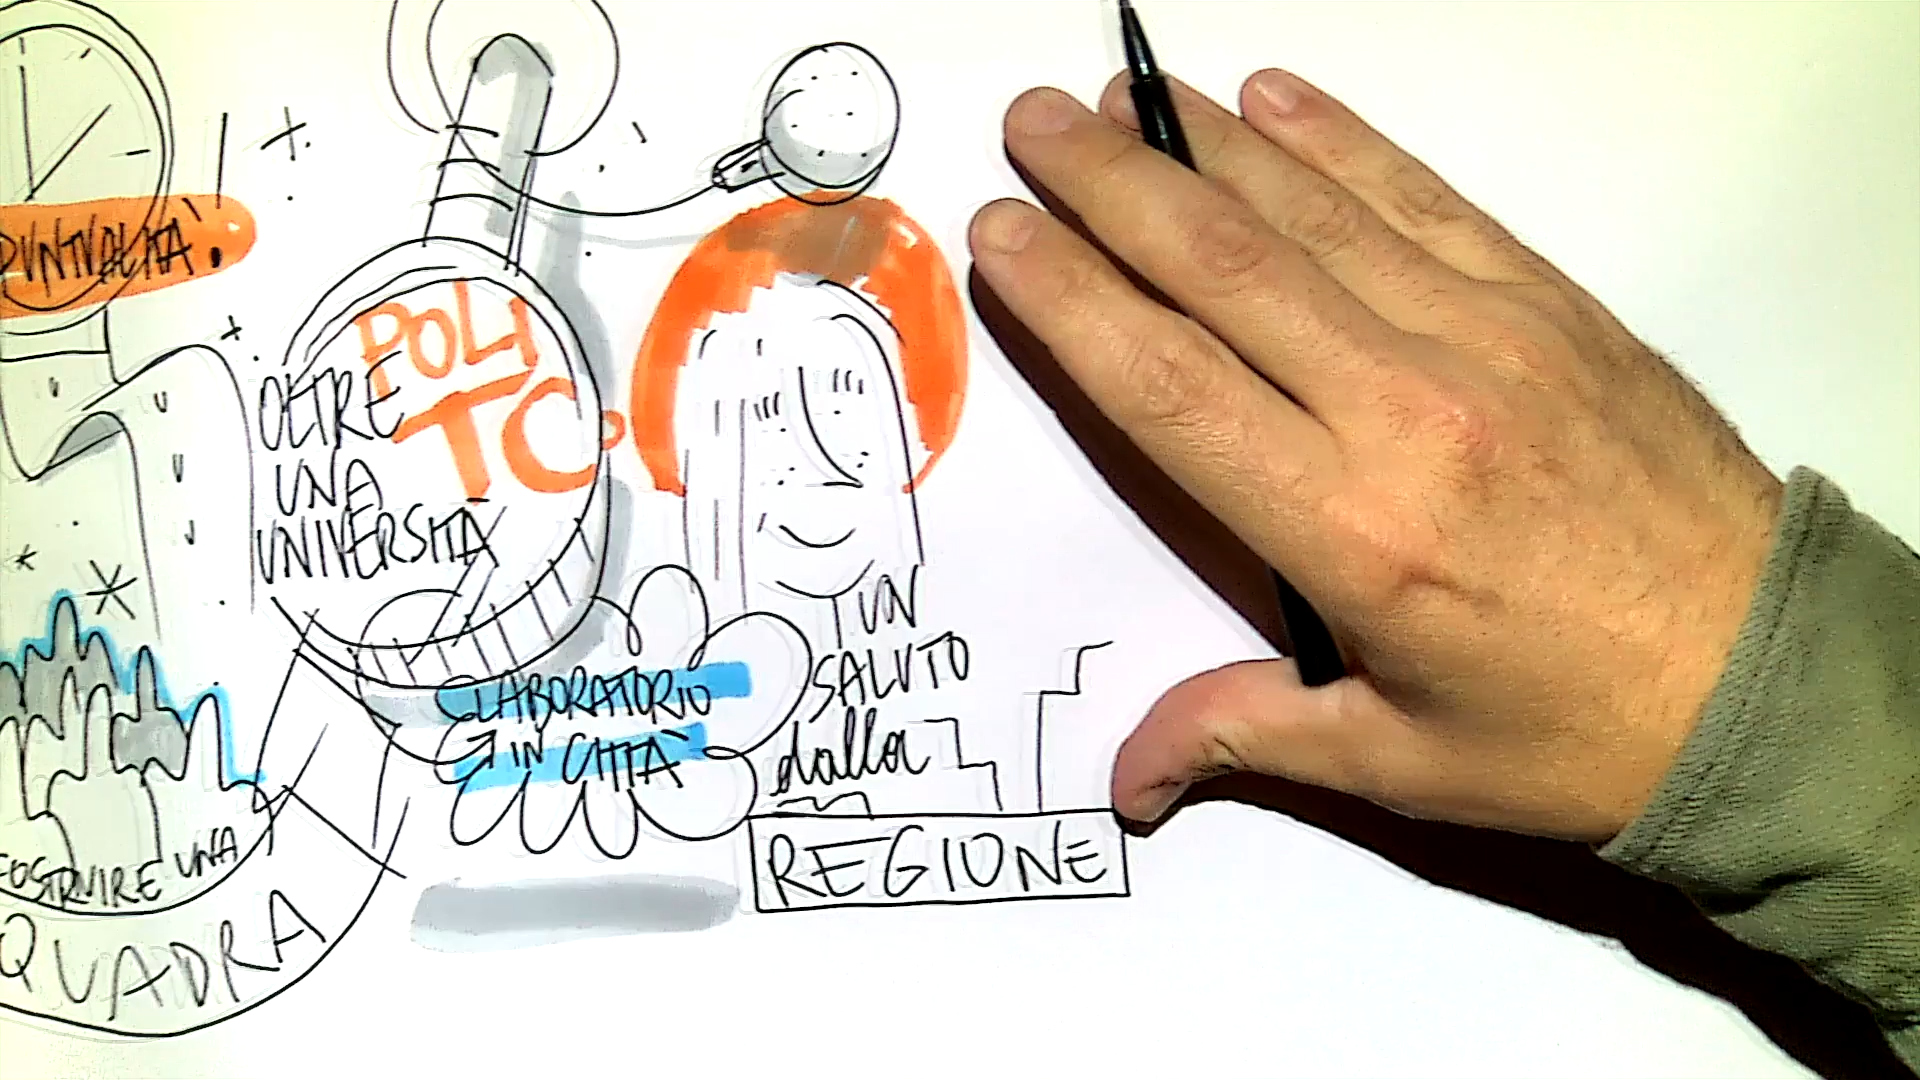 PUNTUALITÀ!
POLI
TO.
OLTRE
UNA
UNIVERSITÀ
LABORATORIO
IN CITTÀ
UN
SALUTO
dalla
REGIONE
COSTRUIRE UNA
QUADRA